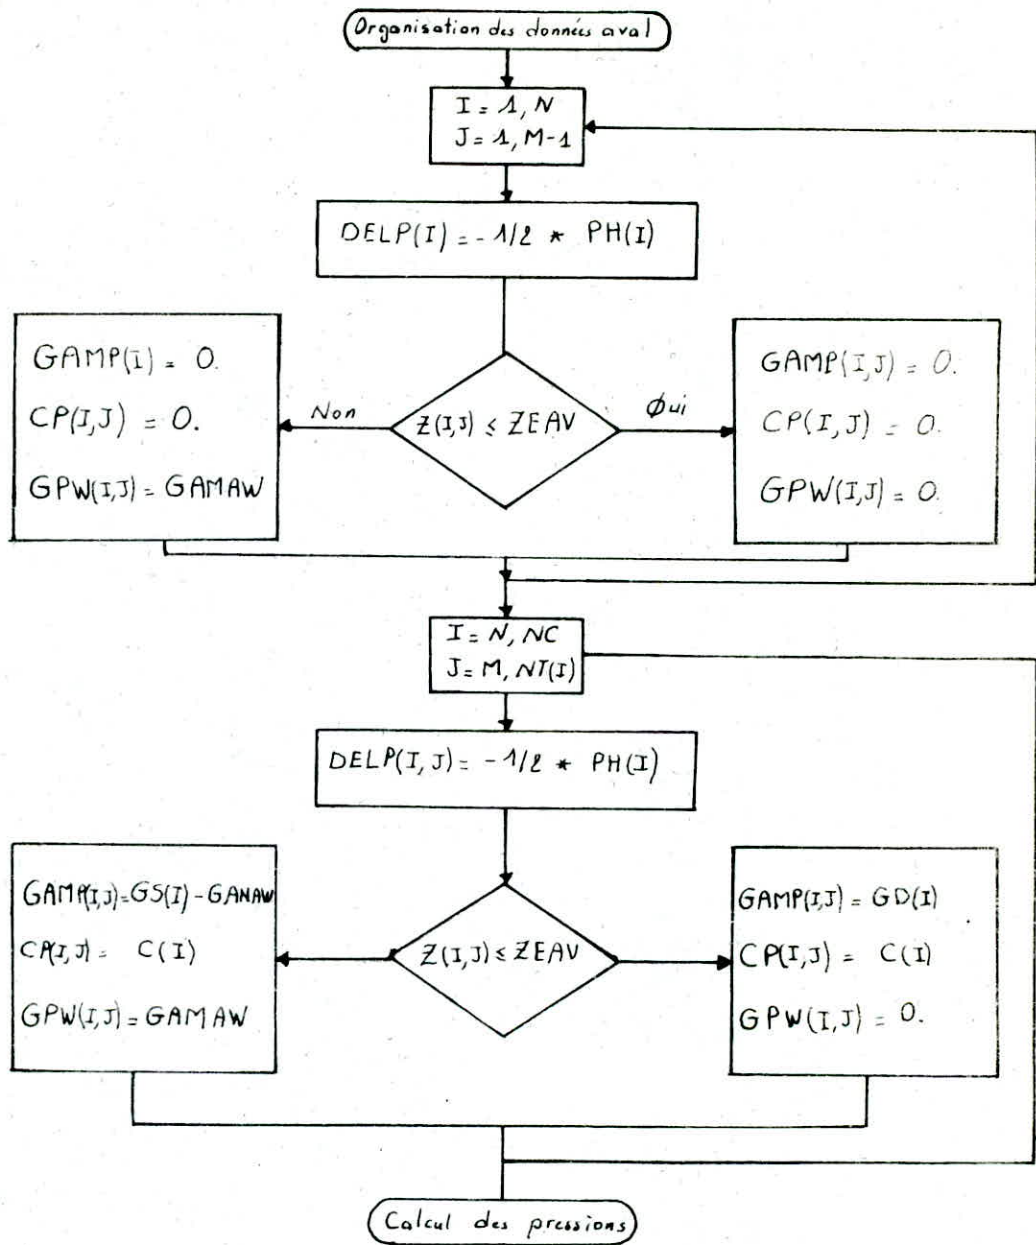 Organisation des données aval
I = 1, N
J = 1, M-1
DELP(I) = - 1/2 * PH(I)
GAMP(I) = 0.
CP(I,J) = 0.
GPW(I,J) = GAMAW
Non
Z(I,J) ≤ ZEAV
Oui
GAMP(I,J) = 0.
CP(I,J) = 0.
GPW(I,J) = 0.
I = N, NC
J = M, NT(I)
DELP(I,J) = - 1/2 * PH(I)
GAMP(I,J) = GS(I) - GAMAW
CP(I,J) = C(I)
GPW(I,J) = GAMAW
Z(I,J) ≤ ZEAV
GAMP(I,J) = GD(I)
CP(I,J) = C(I)
GPW(I,J) = 0.
Calcul des pressions